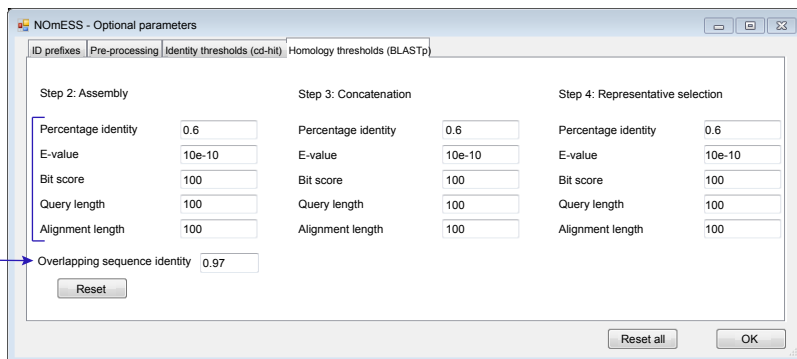 NOmESS - Optional parameters
ID prefixes Pre-processing Identity thresholds (cd-hit) Homology thresholds (BLASTp)
Step 2: Assembly Step 3: Concatenation Step 4: Representative selection
Percentage identity 0.6 Percentage identity 0.6 Percentage identity 0.6
E-value 10e-10 E-value 10e-10 E-value 10e-10
Bit score 100 Bit score 100 Bit score 100
Query length 100 Query length 100 Query length 100
Alignment length 100 Alignment length 100 Alignment length 100
Overlapping sequence identity 0.97
Reset
Reset all OK